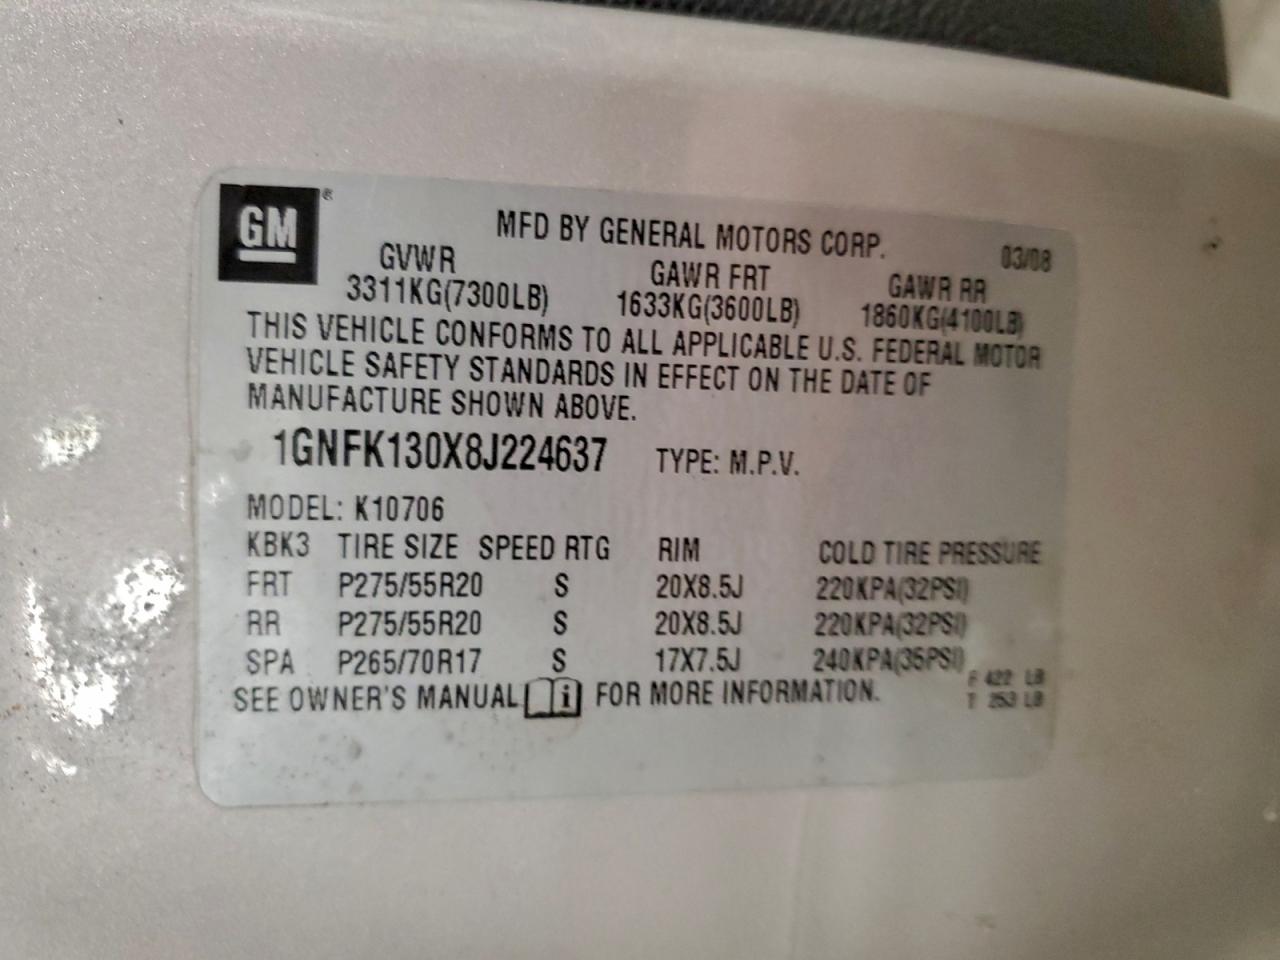 GM ®
MFD BY GENERAL MOTORS CORP. 03/08
GVWR GAWR FRT GAWR RR
3311KG(7300LB) 1633KG(3600LB) 1860KG(4100LB)
THIS VEHICLE CONFORMS TO ALL APPLICABLE U.S. FEDERAL MOTOR
VEHICLE SAFETY STANDARDS IN EFFECT ON THE DATE OF
MANUFACTURE SHOWN ABOVE.
1GNFK130X8J224637 TYPE: M.P.V.
MODEL: K10706
KBK3 TIRE SIZE SPEED RTG RIM COLD TIRE PRESSURE
FRT P275/55R20 S 20X8.5J 220KPA(32PSI)
RR P275/55R20 S 20X8.5J 220KPA(32PSI)
SPA P265/70R17 S 17X7.5J 240KPA(35PSI)
F 422 LB
SEE OWNER'S MANUAL i FOR MORE INFORMATION.
T 253 LB